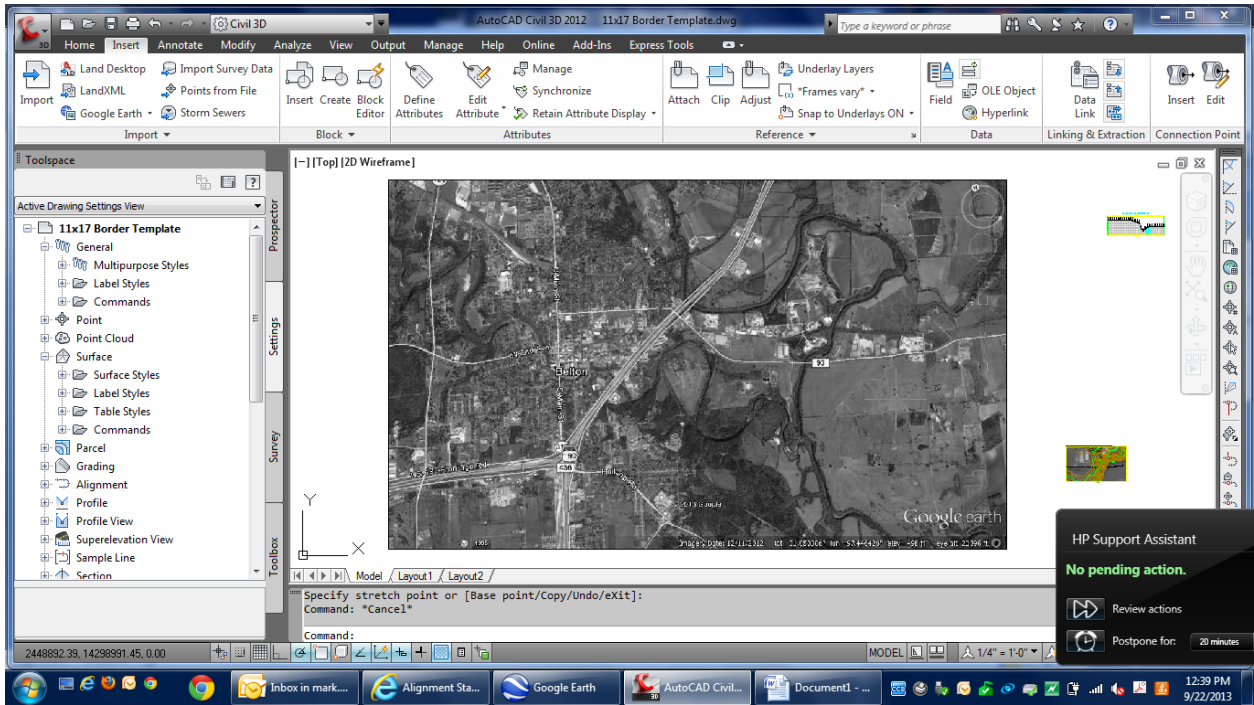 Civil 3D
AutoCAD Civil 3D 2012 11x17 Border Template.dwg
Type a keyword or phrase
3D
Home Insert Annotate Modify Analyze View Output Manage Help Online Add-Ins Express Tools
Import
Land Desktop
LandXML
Google Earth
Import Survey Data
Points from File
Storm Sewers
Import
Insert Create Block Editor
Block
Define Attributes
Edit Attribute
Manage
Synchronize
Retain Attribute Display
Attributes
Attach Clip Adjust
Underlay Layers
*Frames vary*
Snap to Underlays ON
Reference
Field
OLE Object
Hyperlink
Data
Data Link
Linking & Extraction
Insert Edit
Connection Point
Toolspace
Active Drawing Settings View
11x17 Border Template
General
Multipurpose Styles
Label Styles
Commands
Point
Point Cloud
Surface
Surface Styles
Label Styles
Table Styles
Commands
Parcel
Grading
Alignment
Profile
Profile View
Superelevation View
Sample Line
Section
Prospector
Settings
Survey
Toolbox
[−] [Top] [2D Wireframe]
Belton
93
93
436
Google earth
1995
Y
X
Model Layout1 Layout2
Specify stretch point or [Base point/Copy/Undo/eXit]:
Command: *Cancel*
Command:
2448892.39, 14298991.45, 0.00
MODEL
1/4" = 1'-0"
HP Support Assistant
No pending action.
Review actions
Postpone for: 20 minutes
Inbox in mark....
Alignment Sta...
Google Earth
AutoCAD Civil...
Document1 - ...
12:39 PM
9/22/2013